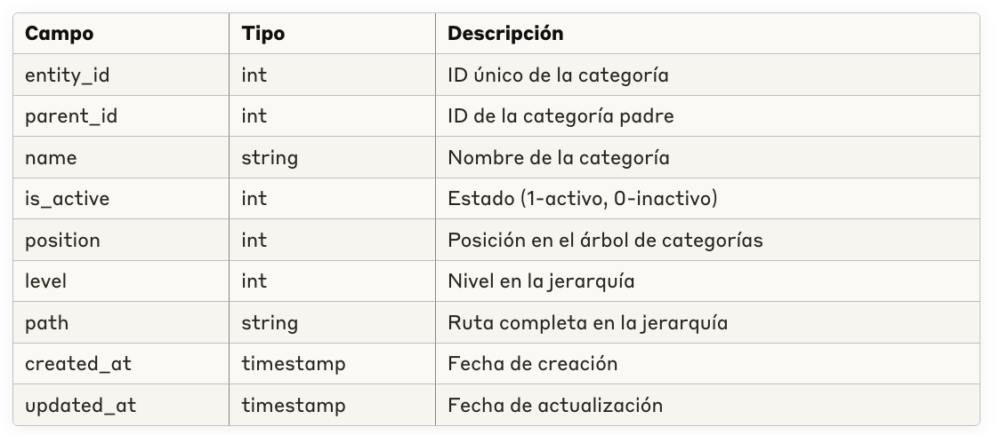 Campo Tipo Descripción
entity_id int ID único de la categoría
parent_id int ID de la categoría padre
name string Nombre de la categoría
is_active int Estado (1-activo, 0-inactivo)
position int Posición en el árbol de categorías
level int Nivel en la jerarquía
path string Ruta completa en la jerarquía
created_at timestamp Fecha de creación
updated_at timestamp Fecha de actualización